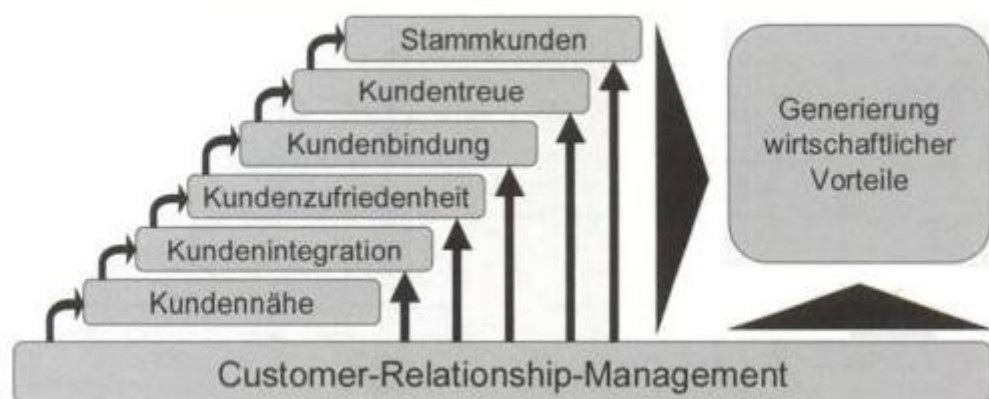 Stammkunden
Kundentreue
Kundenbindung
Kundenzufriedenheit
Kundenintegration
Kundennähe
Generierung
wirtschaftlicher
Vorteile
Customer-Relationship-Management